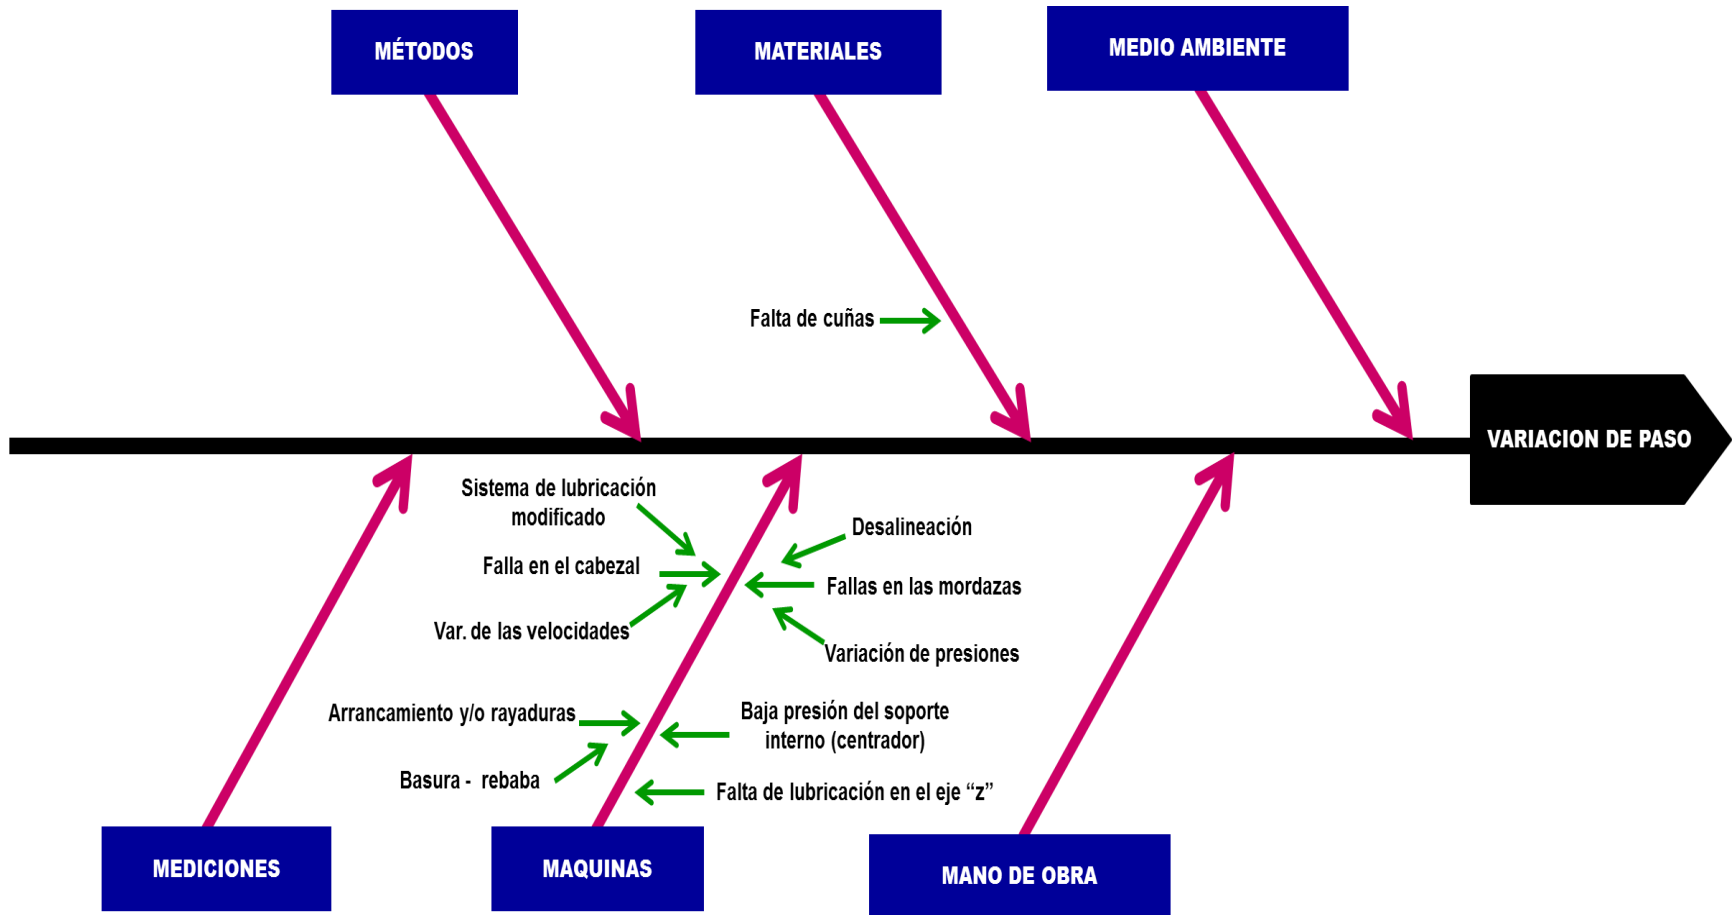 MÉTODOS
MATERIALES
MEDIO AMBIENTE
Falta de cuñas
VARIACION DE PASO
Sistema de lubricación
modificado
Desalineación
Falla en el cabezal
Fallas en las mordazas
Var. de las velocidades
Variación de presiones
Arrancamiento y/o rayaduras
Baja presión del soporte
interno (centrador)
Basura - rebaba
Falta de lubricación en el eje “z”
MEDICIONES
MAQUINAS
MANO DE OBRA